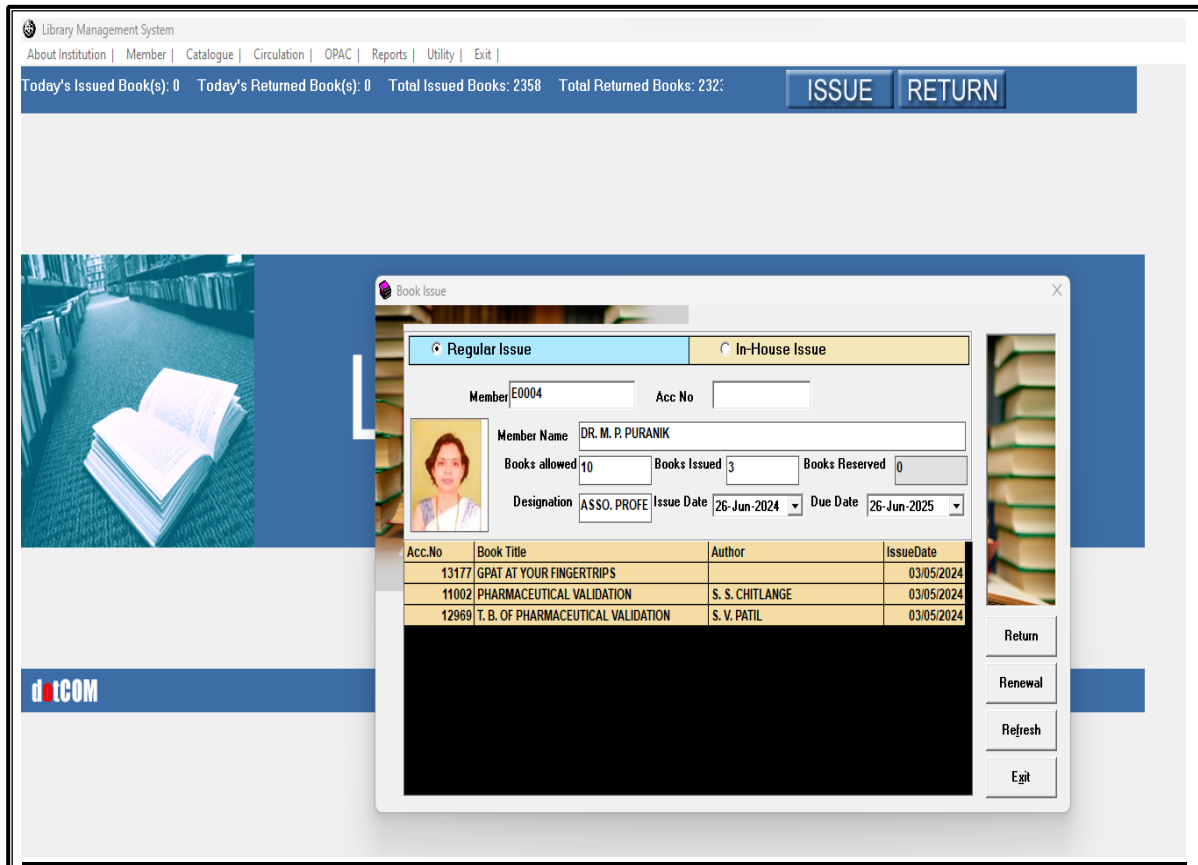 Library Management System
About Institution | Member | Catalogue | Circulation | OPAC | Reports | Utility | Exit |
Today's Issued Book(s): 0 Today's Returned Book(s): 0 Total Issued Books: 2358 Total Returned Books: 232
ISSUE RETURN
L
Book Issue X
Regular Issue In-House Issue
Member E0004 Acc No
Member Name DR. M. P. PURANIK
Books allowed 10 Books Issued 3 Books Reserved 0
Designation ASSO. PROFE Issue Date 26-Jun-2024 Due Date 26-Jun-2025
Acc.No Book Title Author IssueDate
13177 GPAT AT YOUR FINGERTRIPS 03/05/2024
11002 PHARMACEUTICAL VALIDATION S. S. CHITLANGE 03/05/2024
12969 T. B. OF PHARMACEUTICAL VALIDATION S. V. PATIL 03/05/2024
Return
Renewal
Refresh
Exit
dotCOM